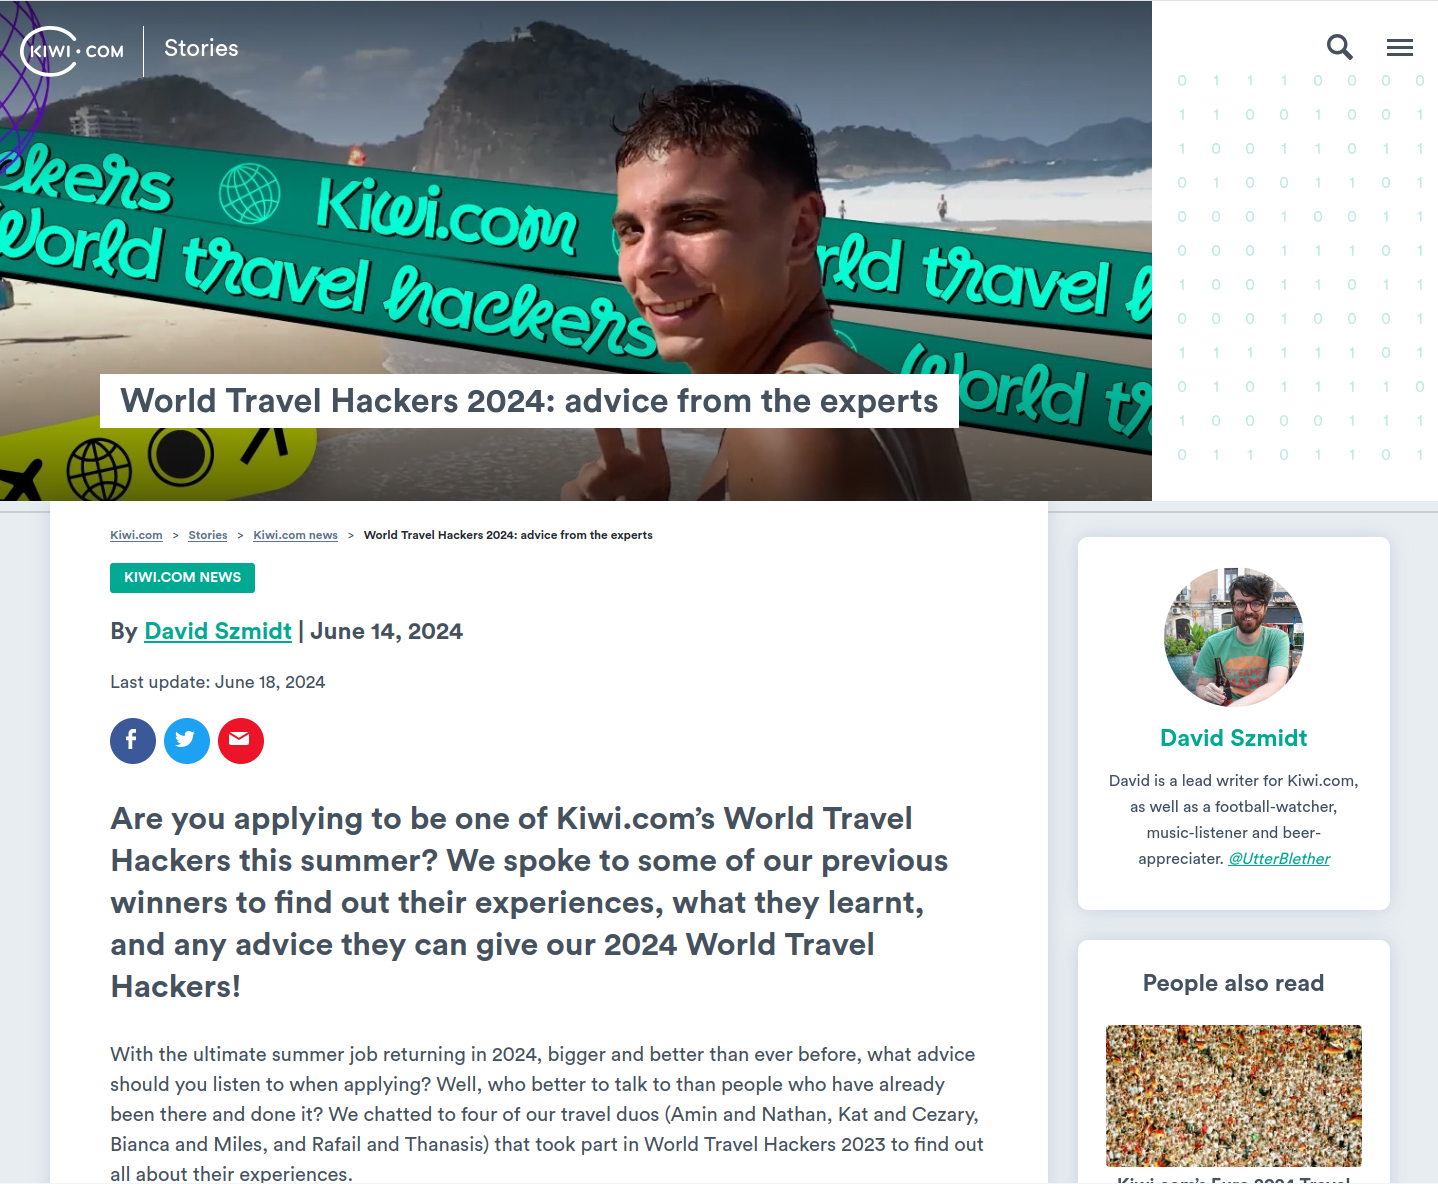 KIWI.COM
Stories
ckers Kiwi.com
World travel hackers
rld travel
World
World Travel Hackers 2024: advice from the experts
0 1 1 1 0 0 0 0
1 1 0 0 1 0 0 1
1 0 0 1 1 0 1 1
0 1 0 0 1 1 0 1
0 0 0 1 0 0 1 1
0 0 0 1 1 1 0 1
1 0 0 1 1 0 1 1
0 0 0 1 0 0 0 1
1 1 1 1 1 1 0 1
0 1 0 1 1 1 1 0
1 0 0 0 0 1 1 1
0 1 1 0 1 1 0 1
Kiwi.com > Stories > Kiwi.com news > World Travel Hackers 2024: advice from the experts
KIWI.COM NEWS
By David Szmidt | June 14, 2024
Last update: June 18, 2024
Are you applying to be one of Kiwi.com’s World Travel
Hackers this summer? We spoke to some of our previous
winners to find out their experiences, what they learnt,
and any advice they can give our 2024 World Travel
Hackers!
With the ultimate summer job returning in 2024, bigger and better than ever before, what advice
should you listen to when applying? Well, who better to talk to than people who have already
been there and done it? We chatted to four of our travel duos (Amin and Nathan, Kat and Cezary,
Bianca and Miles, and Rafail and Thanasis) that took part in World Travel Hackers 2023 to find out
all about their experiences.
David Szmidt
David is a lead writer for Kiwi.com,
as well as a football-watcher,
music-listener and beer-
appreciater. @UtterBlether
People also read
Kiwi.com’s Euro 2024 Travel